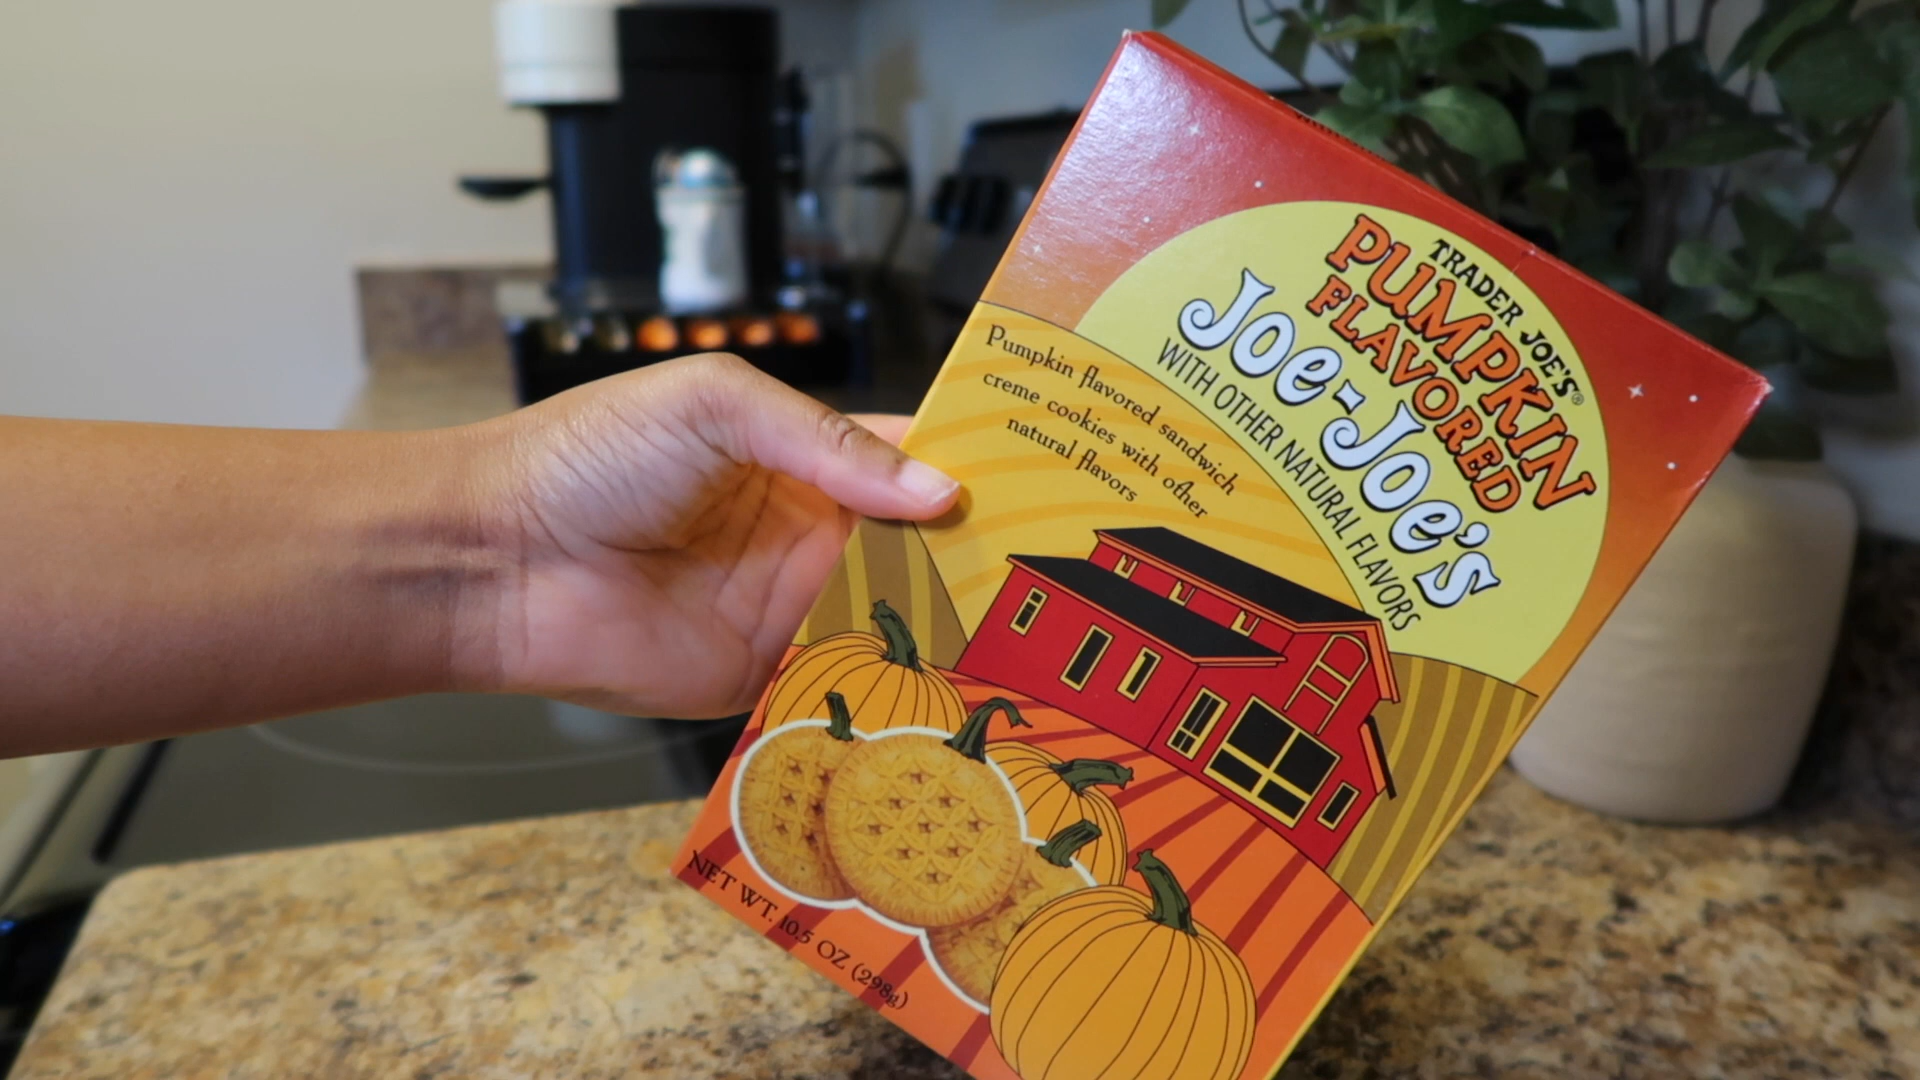 TRADER JOE'S®
PUMPKIN
FLAVORED
JOE-JOE'S
WITH OTHER NATURAL FLAVORS
Pumpkin flavored sandwich
creme cookies with other
natural flavors
NET WT. 10.5 OZ (298g)